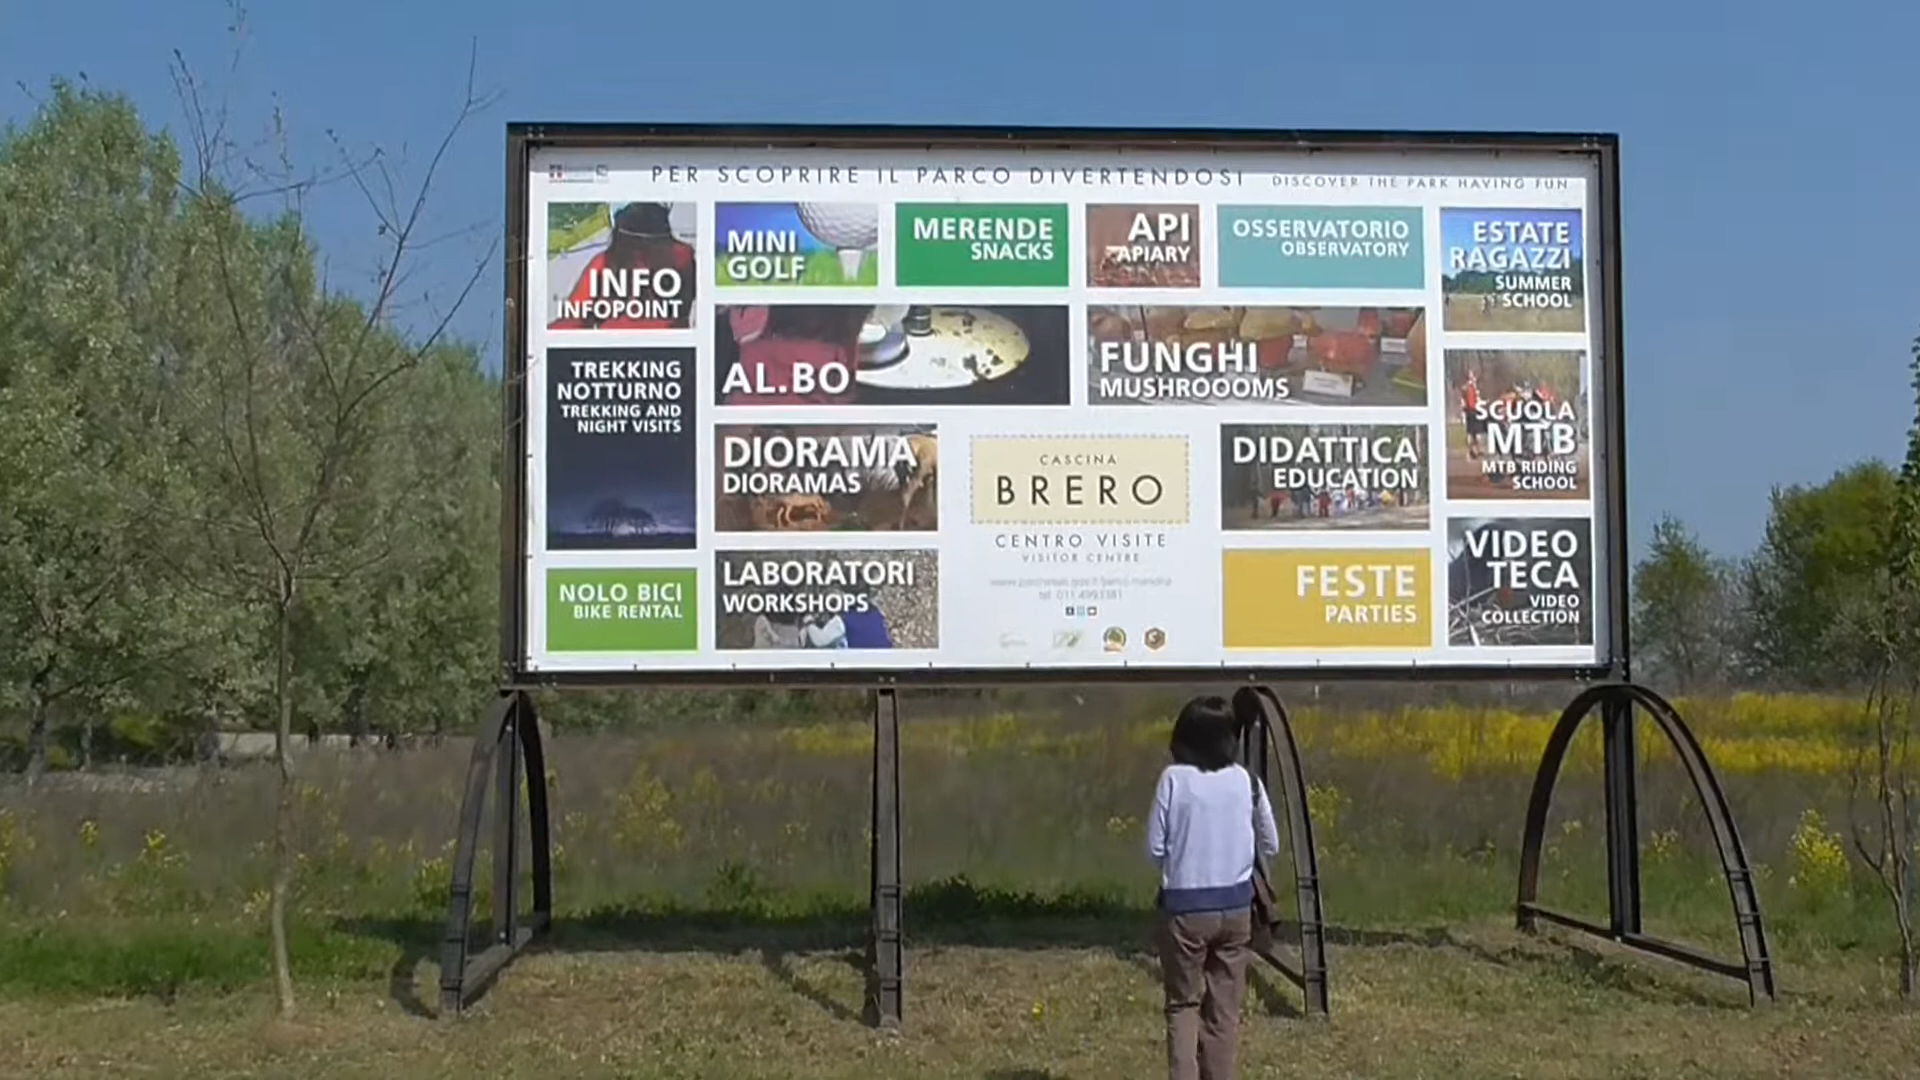 PER SCOPRIRE IL PARCO DIVERTENDOSI
DISCOVER THE PARK HAVING FUN
INFO
INFOPOINT
MINI
GOLF
MERENDE
SNACKS
API
APIARY
OSSERVATORIO
OBSERVATORY
ESTATE
RAGAZZI
SUMMER
SCHOOL
TREKKING
NOTTURNO
TREKKING AND
NIGHT VISITS
AL.BO
FUNGHI
MUSHROOOMS
SCUOLA
MTB
MTB RIDING
SCHOOL
DIORAMA
DIORAMAS
CASCINA
BRERO
CENTRO VISITE
VISITOR CENTRE
DIDATTICA
EDUCATION
NOLO BICI
BIKE RENTAL
LABORATORI
WORKSHOPS
tel. 011 4993381
FESTE
PARTIES
VIDEO
TECA
VIDEO
COLLECTION